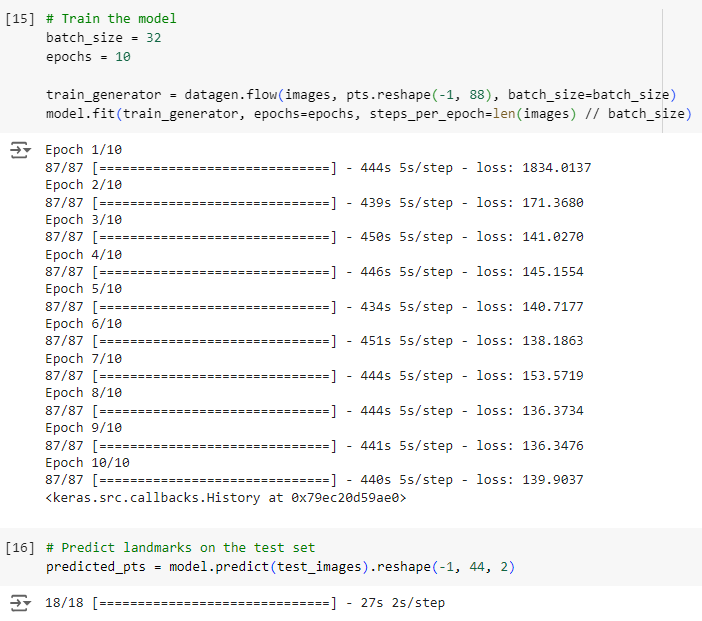 [15] # Train the model
batch_size = 32
epochs = 10
train_generator = datagen.flow(images, pts.reshape(-1, 88), batch_size=batch_size)
model.fit(train_generator, epochs=epochs, steps_per_epoch=len(images) // batch_size)
Epoch 1/10
87/87 [==============================] - 444s 5s/step - loss: 1834.0137
Epoch 2/10
87/87 [==============================] - 439s 5s/step - loss: 171.3680
Epoch 3/10
87/87 [==============================] - 450s 5s/step - loss: 141.0270
Epoch 4/10
87/87 [==============================] - 446s 5s/step - loss: 145.1554
Epoch 5/10
87/87 [==============================] - 434s 5s/step - loss: 140.7177
Epoch 6/10
87/87 [==============================] - 451s 5s/step - loss: 138.1863
Epoch 7/10
87/87 [==============================] - 444s 5s/step - loss: 153.5719
Epoch 8/10
87/87 [==============================] - 444s 5s/step - loss: 136.3734
Epoch 9/10
87/87 [==============================] - 441s 5s/step - loss: 136.3476
Epoch 10/10
87/87 [==============================] - 440s 5s/step - loss: 139.9037
<keras.src.callbacks.History at 0x79ec20d59ae0>
[16] # Predict landmarks on the test set
predicted_pts = model.predict(test_images).reshape(-1, 44, 2)
18/18 [==============================] - 27s 2s/step